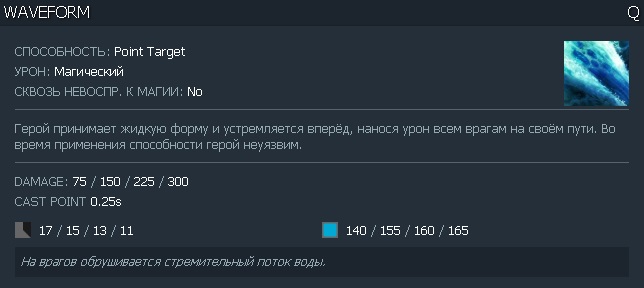 WAVEFORM Q
СПОСОБНОСТЬ: Point Target
УРОН: Магический
СКВОЗЬ НЕВОСПР. К МАГИИ: No
Герой принимает жидкую форму и устремляется вперёд, нанося урон всем врагам на своём пути. Во
время применения способности герой неуязвим.
DAMAGE: 75 / 150 / 225 / 300
CAST POINT 0.25s
17 / 15 / 13 / 11 140 / 155 / 160 / 165
На врагов обрушивается стремительный поток воды.